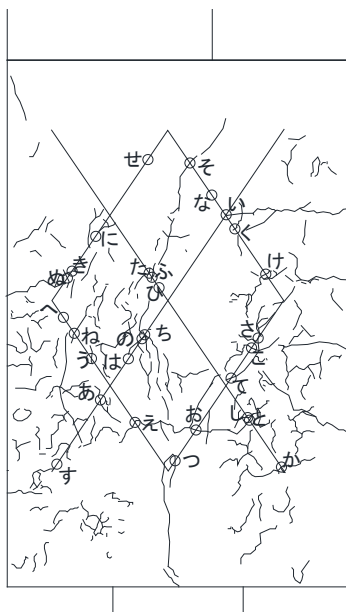 せ そ
な い
に く
き ぬ た ふ け
ひ
へ
ね の ち さ
う は こ
て
あ
え お し と
つ か
す